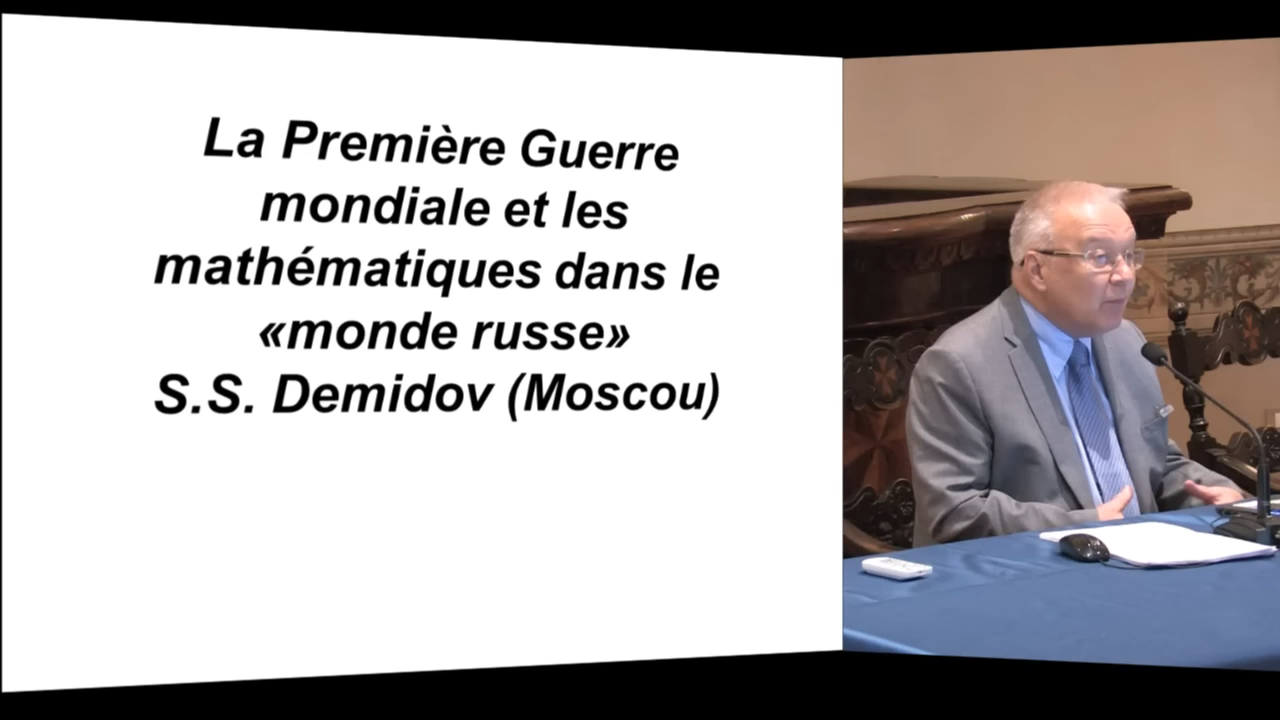 La Première Guerre
mondiale et les
mathématiques dans le
«monde russe»
S.S. Demidov (Moscou)